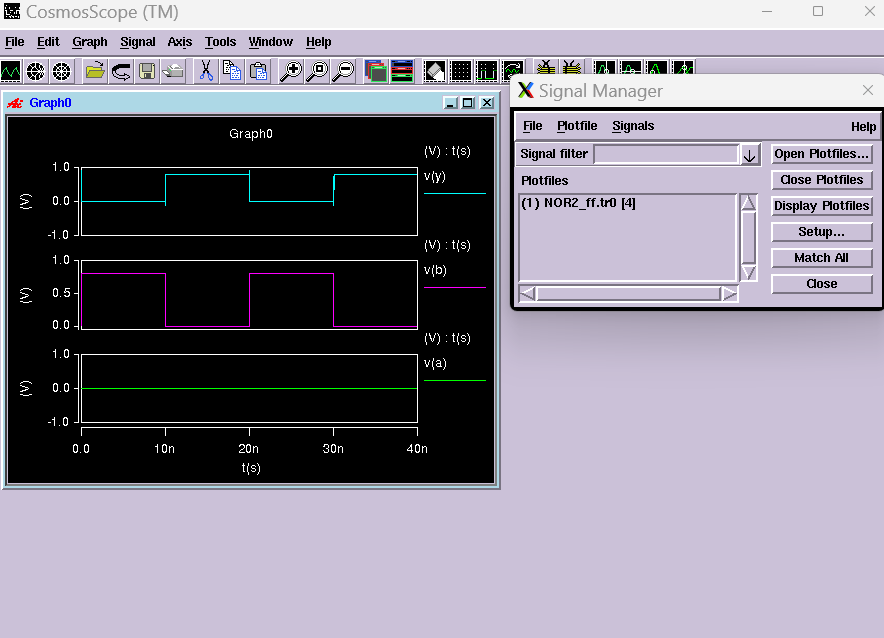 CosmosScope (TM)
File Edit Graph Signal Axis Tools Window Help
Graph0
Graph0
(V) : t(s)
v(y)
1.0
0.0
-1.0
(V)
(V) : t(s)
v(b)
1.0
0.5
0.0
(V)
(V) : t(s)
v(a)
1.0
0.0
-1.0
(V)
0.0 10n 20n 30n 40n
t(s)
Signal Manager
File Plotfile Signals Help
Signal filter
Open Plotfiles...
Plotfiles
Close Plotfiles
(1) NOR2_ff.tr0 [4]
Display Plotfiles
Setup...
Match All
Close